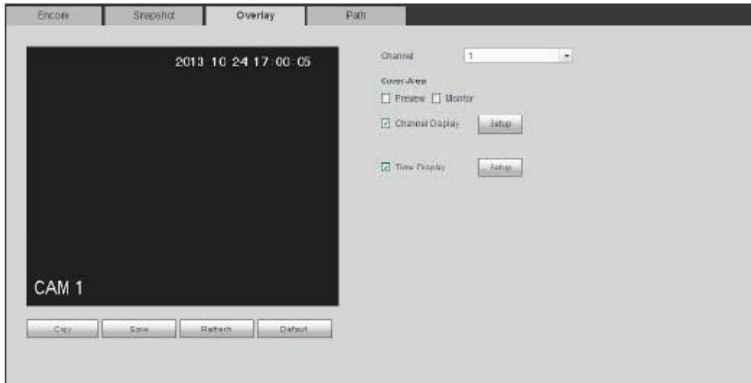 Encode Snapshot Overlay Path
2013 10 24 17:00:05
Channel 1
Cover-Area
Preview Monitor
Channel Display Setup
Time Display Setup
CAM 1
Copy Save Refresh Default